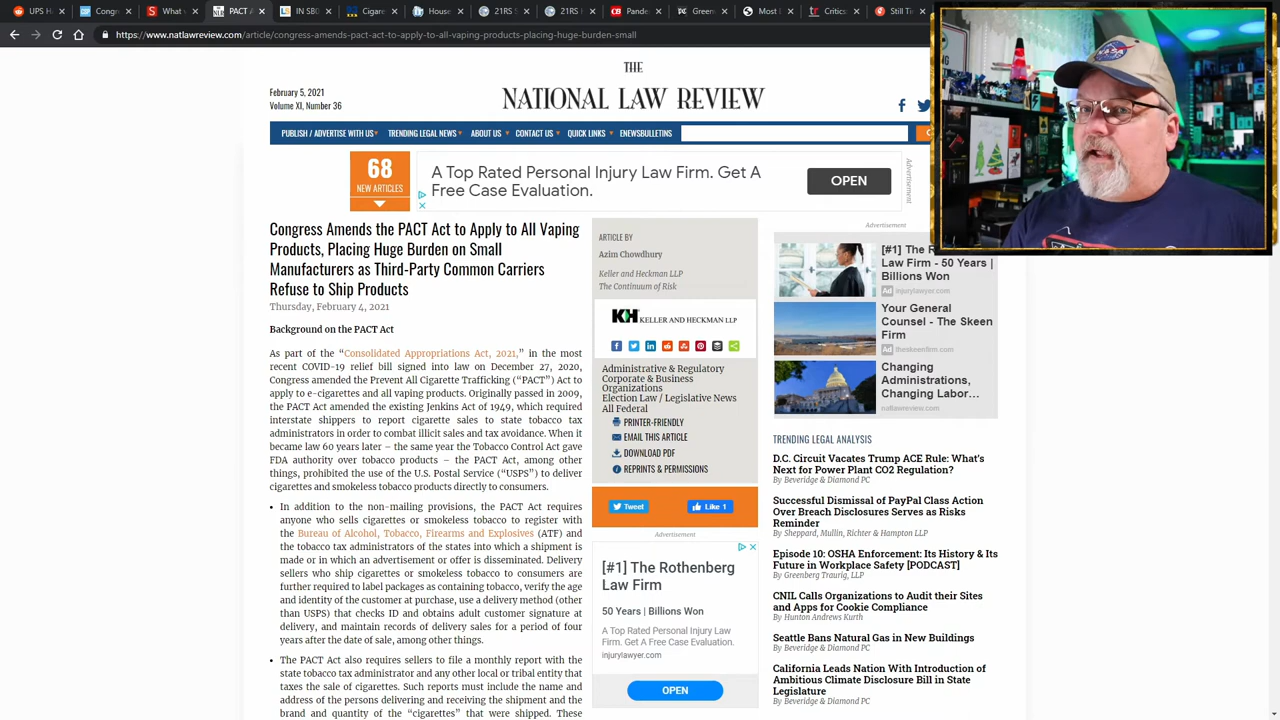 UPS Ha
Congre
What
PACT A
IN SBO
Cigare
Hous
21RS S
21RS S
Pande
Green
Most L
Critics
Still Ti
https://www.natlawreview.com/article/congress-amends-pact-act-to-apply-to-all-vaping-products-placing-huge-burden-small
February 5, 2021
Volume XI, Number 36
THE
NATIONAL LAW REVIEW
PUBLISH / ADVERTISE WITH US
TRENDING LEGAL NEWS
ABOUT US
CONTACT US
QUICK LINKS
ENEWSBULLETINS
68
NEW ARTICLES
A Top Rated Personal Injury Law Firm. Get A
Free Case Evaluation.
OPEN
Advertisement
Congress Amends the PACT Act to Apply to All Vaping
Products, Placing Huge Burden on Small
Manufacturers as Third-Party Common Carriers
Refuse to Ship Products
Thursday, February 4, 2021
Background on the PACT Act
As part of the “Consolidated Appropriations Act, 2021,” in the most
recent COVID-19 relief bill signed into law on December 27, 2020,
Congress amended the Prevent All Cigarette Trafficking (“PACT”) Act to
apply to e-cigarettes and all vaping products. Originally passed in 2009,
the PACT Act amended the existing Jenkins Act of 1949, which required
interstate shippers to report cigarette sales to state tobacco tax
administrators in order to combat illicit sales and tax avoidance. When it
became law 60 years later – the same year the Tobacco Control Act gave
FDA authority over tobacco products – the PACT Act, among other
things, prohibited the use of the U.S. Postal Service (“USPS”) to deliver
cigarettes and smokeless tobacco products directly to consumers.
• In addition to the non-mailing provisions, the PACT Act requires
anyone who sells cigarettes or smokeless tobacco to register with
the Bureau of Alcohol, Tobacco, Firearms and Explosives (ATF) and
the tobacco tax administrators of the states into which a shipment is
made or in which an advertisement or offer is disseminated. Delivery
sellers who ship cigarettes or smokeless tobacco to consumers are
further required to label packages as containing tobacco, verify the age
and identity of the customer at purchase, use a delivery method (other
than USPS) that checks ID and obtains adult customer signature at
delivery, and maintain records of delivery sales for a period of four
years after the date of sale, among other things.
• The PACT Act also requires sellers to file a monthly report with the
state tobacco tax administrator and any other local or tribal entity that
taxes the sale of cigarettes. Such reports must include the name and
address of the persons delivering and receiving the shipment and the
brand and quantity of the “cigarettes” that were shipped. These
ARTICLE BY
Azim Chowdhury
Keller and Heckman LLP
The Continuum of Risk
KH KELLER AND HECKMAN LLP
Administrative & Regulatory
Corporate & Business
Organizations
Election Law / Legislative News
All Federal
PRINTER-FRIENDLY
EMAIL THIS ARTICLE
DOWNLOAD PDF
REPRINTS & PERMISSIONS
Tweet
Like 1
Advertisement
[#1] The Rothenberg
Law Firm
50 Years | Billions Won
A Top Rated Personal Injury Law
Firm. Get A Free Case Evaluation.
injurylawyer.com
OPEN
Advertisement
[#1] The R
Law Firm - 50 Years |
Billions Won
Ad injurylawyer.com
Your General
Counsel - The Skeen
Firm
Ad theskeenfirm.com
Changing
Administrations,
Changing Labor...
natlawreview.com
TRENDING LEGAL ANALYSIS
D.C. Circuit Vacates Trump ACE Rule: What's
Next for Power Plant CO2 Regulation?
By Beveridge & Diamond PC
Successful Dismissal of PayPal Class Action
Over Breach Disclosures Serves as Risks
Reminder
By Sheppard, Mullin, Richter & Hampton LLP
Episode 10: OSHA Enforcement: Its History & Its
Future in Workplace Safety [PODCAST]
By Greenberg Traurig, LLP
CNIL Calls Organizations to Audit their Sites
and Apps for Cookie Compliance
By Hunton Andrews Kurth
Seattle Bans Natural Gas in New Buildings
By Beveridge & Diamond PC
California Leads Nation With Introduction of
Ambitious Climate Disclosure Bill in State
Legislature
By Beveridge & Diamond PC
NASA